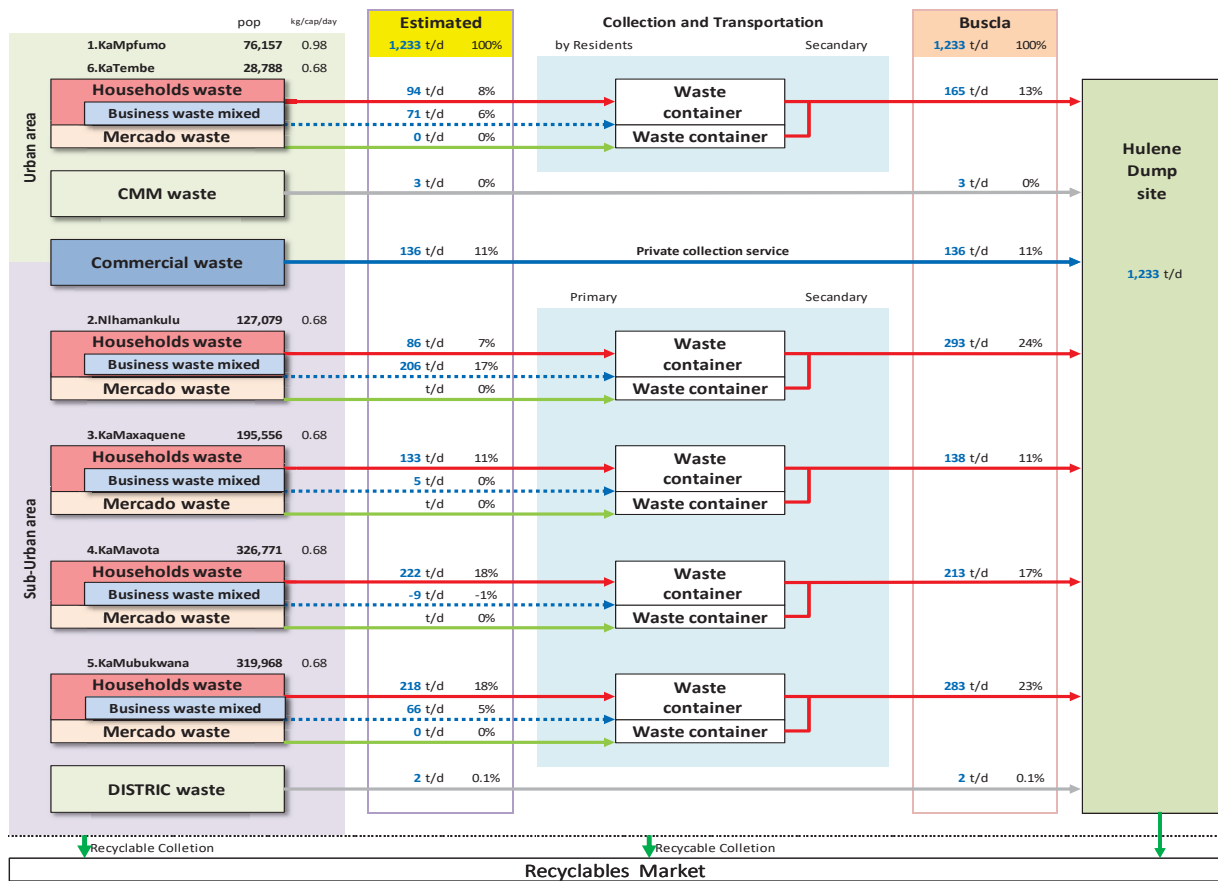 pop kg/cap/day Estimated Collection and Transportation Buscla
1.KaMpfumo 76,157 0.98 1,233 t/d 100% by Residents Secandary 1,233 t/d 100%
6.KaTembe 28,788 0.68
Households waste 94 t/d 8% Waste container 165 t/d 13%
Business waste mixed 71 t/d 6%
Mercado waste 0 t/d 0% Waste container
Urban area
Hulene Dump site
CMM waste 3 t/d 0% 3 t/d 0%
Commercial waste 136 t/d 11% Private collection service 136 t/d 11%
1,233 t/d
Primary Secandary
2.Nlhamankulu 127,079 0.68
Households waste 86 t/d 7% Waste container 293 t/d 24%
Business waste mixed 206 t/d 17%
Mercado waste t/d 0% Waste container
3.KaMaxaquene 195,556 0.68
Households waste 133 t/d 11% Waste container 138 t/d 11%
Business waste mixed 5 t/d 0%
Mercado waste t/d 0% Waste container
Sub-Urban area
4.KaMavota 326,771 0.68
Households waste 222 t/d 18% Waste container 213 t/d 17%
Business waste mixed -9 t/d -1%
Mercado waste t/d 0% Waste container
5.KaMubukwana 319,968 0.68
Households waste 218 t/d 18% Waste container 283 t/d 23%
Business waste mixed 66 t/d 5%
Mercado waste 0 t/d 0% Waste container
DISTRIC waste 2 t/d 0.1% 2 t/d 0.1%
Recyclable Colletion Recycable Colletion
Recyclables Market